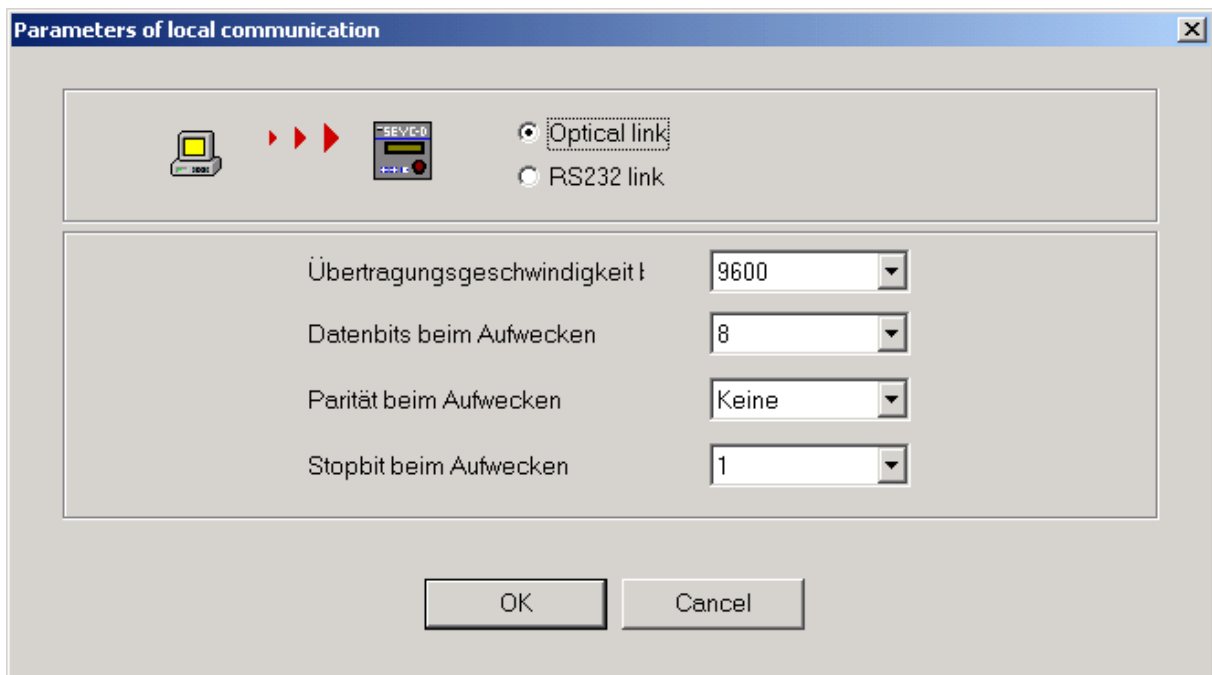 Parameters of local communication
SEVC-D
Optical link
RS232 link
Übertragungsgeschwindigkeit
9600
Datenbits beim Aufwecken
8
Parität beim Aufwecken
Keine
Stopbit beim Aufwecken
1
OK
Cancel